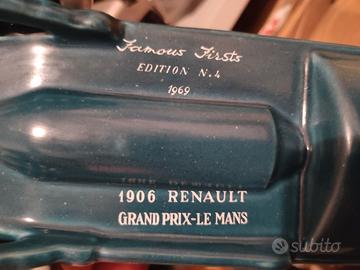 Famous Firsts
EDITION N.4
1969
1906 RENAULT
GRAND PRIX-LE MANS
subito